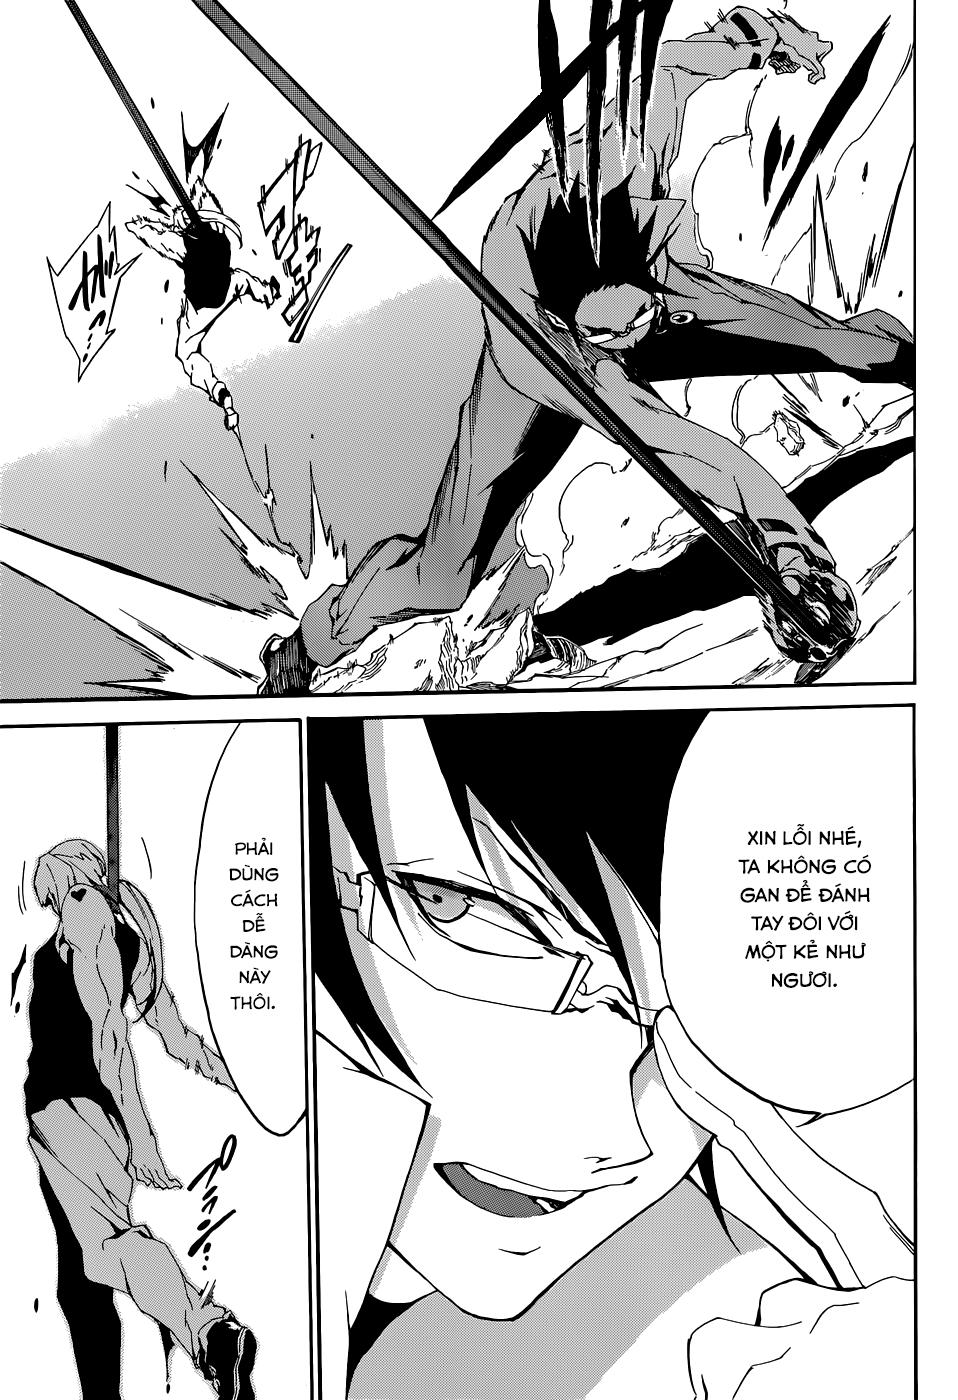 XIN LỖI NHÉ,
TA KHÔNG CÓ
GAN ĐỂ ĐÁNH
TAY ĐÔI VỚI
MỘT KẺ NHƯ
NGƯƠI.
PHẢI
DÙNG
CÁCH
DỄ
DÀNG
NÀY
THÔI.